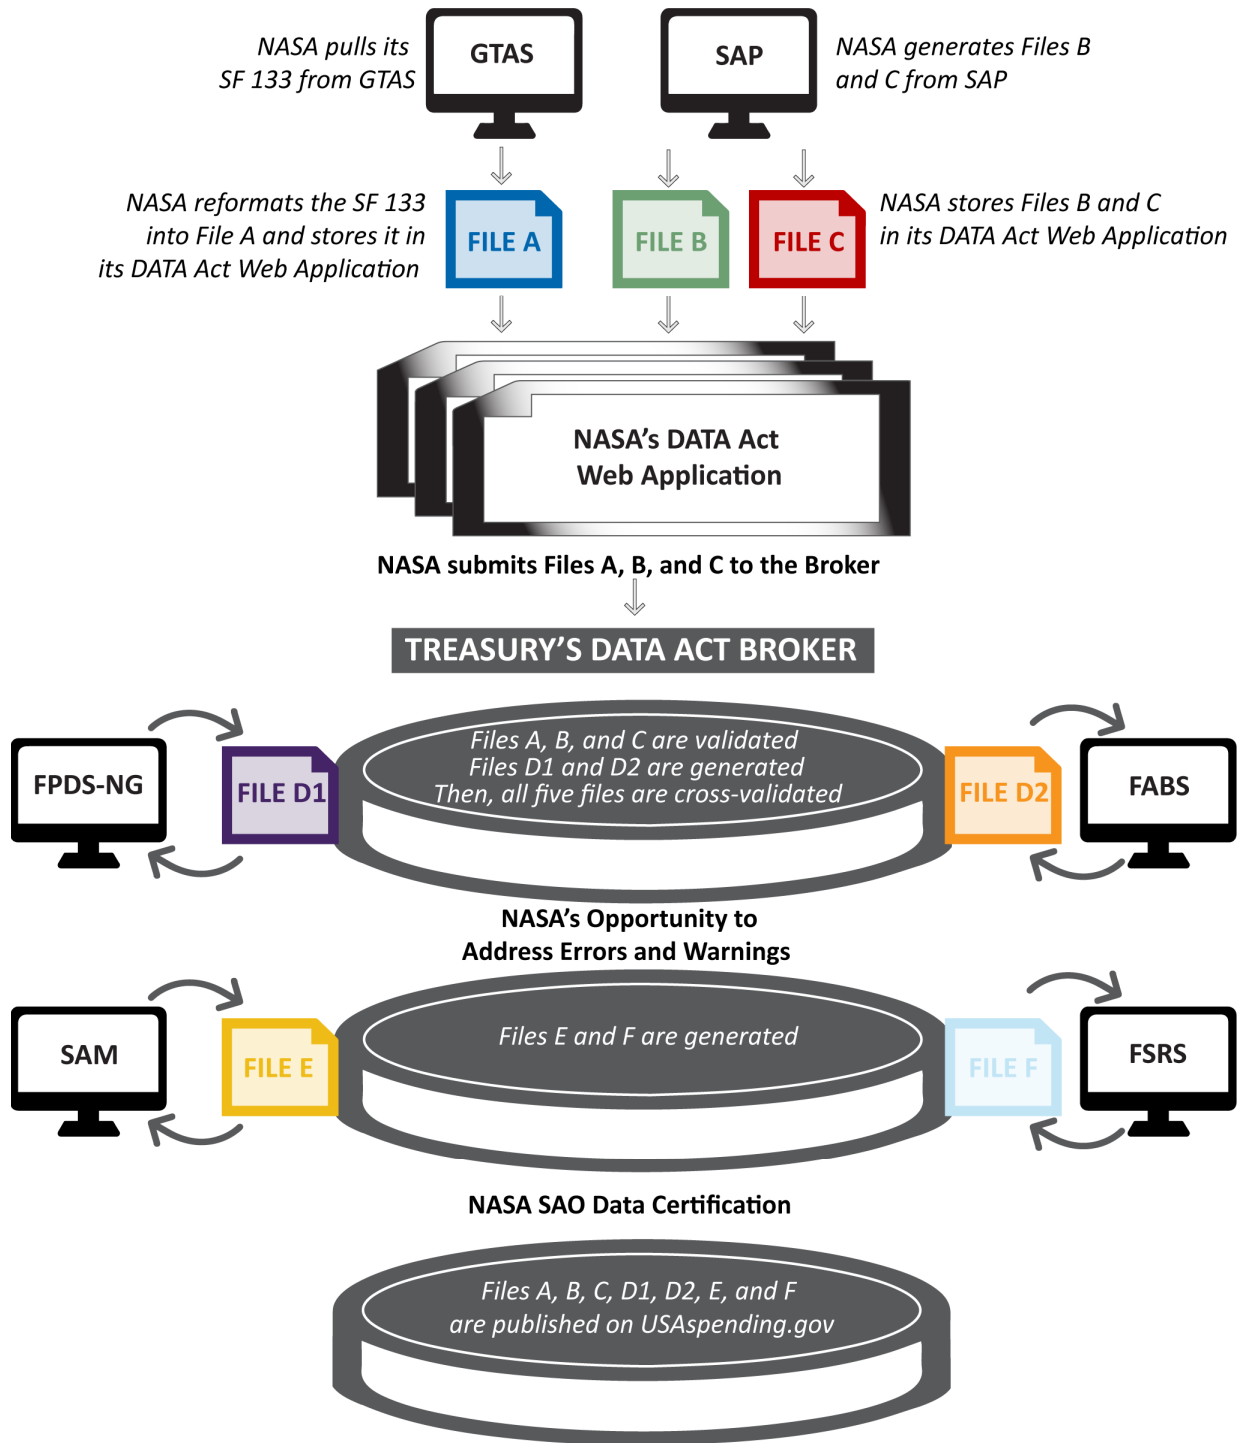 NASA pulls its
SF 133 from GTAS
GTAS
SAP
NASA generates Files B
and C from SAP
NASA reformats the SF 133
into File A and stores it in
its DATA Act Web Application
FILE A
FILE B
FILE C
NASA stores Files B and C
in its DATA Act Web Application
NASA's DATA Act
Web Application
NASA submits Files A, B, and C to the Broker
TREASURY'S DATA ACT BROKER
FPDS-NG
FILE D1
Files A, B, and C are validated
Files D1 and D2 are generated
Then, all five files are cross-validated
FILE D2
FABS
NASA's Opportunity to
Address Errors and Warnings
SAM
FILE E
Files E and F are generated
FILE F
FSRS
NASA SAO Data Certification
Files A, B, C, D1, D2, E, and F
are published on USAspending.gov